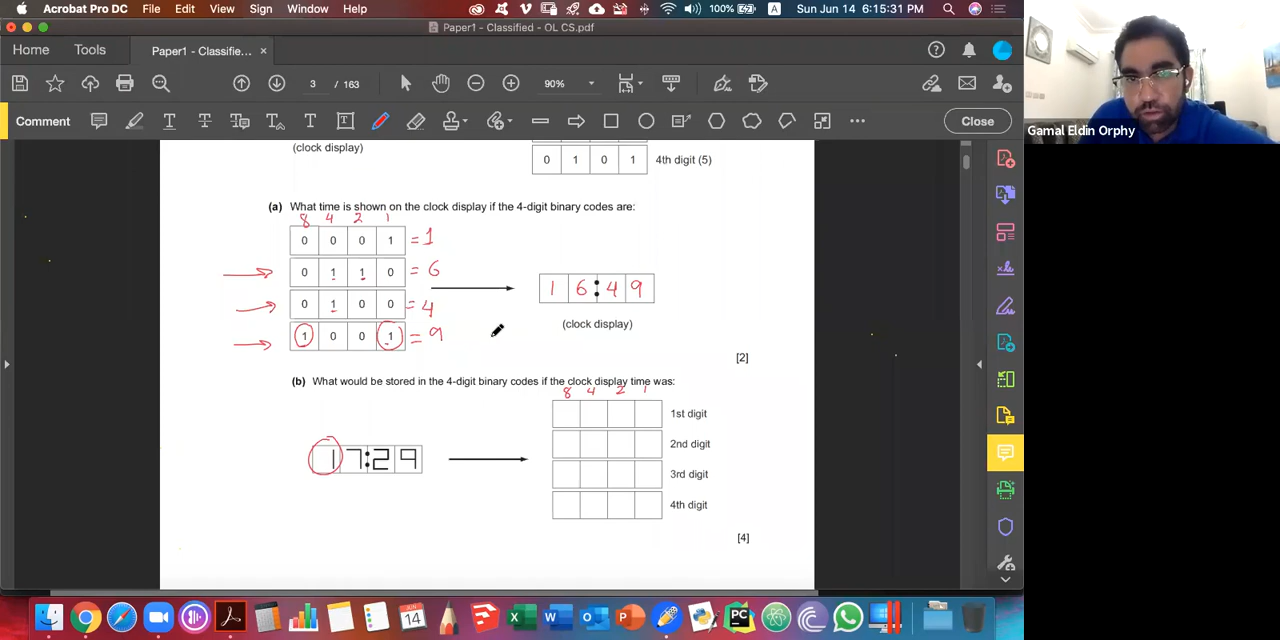 Acrobat Pro DC File Edit View Sign Window Help 100% Sun Jun 14 6:15:31 PM
Paper1 - Classified - OL CS.pdf
Home Tools Paper1 - Classifie... ×
3 / 163 90%
Comment Close
Gamal Eldin Orphy
(clock display)
0 1 0 1 4th digit (5)
(a) What time is shown on the clock display if the 4-digit binary codes are:
8 4 2 1
0 0 0 1 =1
0 1 1 0 = 6
0 1 0 0 = 4
1 0 0 1 = 9
1 6:4 9
(clock display)
[2]
(b) What would be stored in the 4-digit binary codes if the clock display time was:
8 4 2 1
1st digit
2nd digit
3rd digit
4th digit
17:29
[4]
JUN
14